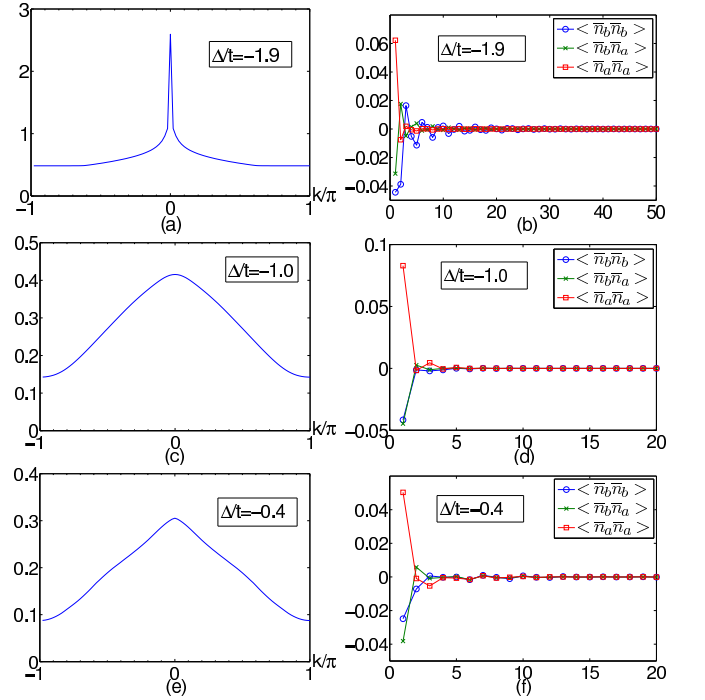 3
2
1
0
−1
0
1
k/π
Δ/t=−1.9
(a)
0.06
0.04
0.02
0
−0.02
−0.04
0
10
20
30
40
50
Δ/t=−1.9
< n̅_b n̅_b >
< n̅_b n̅_a >
< n̅_a n̅_a >
(b)
0.5
0.4
0.3
0.2
0.1
0
−1
0
1
k/π
Δ/t=−1.0
(c)
0.1
0.05
0
−0.05
0
5
10
15
20
Δ/t=−1.0
< n̅_b n̅_b >
< n̅_b n̅_a >
< n̅_a n̅_a >
(d)
0.4
0.3
0.2
0.1
0
−1
0
1
k/π
Δ/t=−0.4
(e)
0.04
0.02
0
−0.02
−0.04
0
5
10
15
20
Δ/t=−0.4
< n̅_b n̅_b >
< n̅_b n̅_a >
< n̅_a n̅_a >
(f)